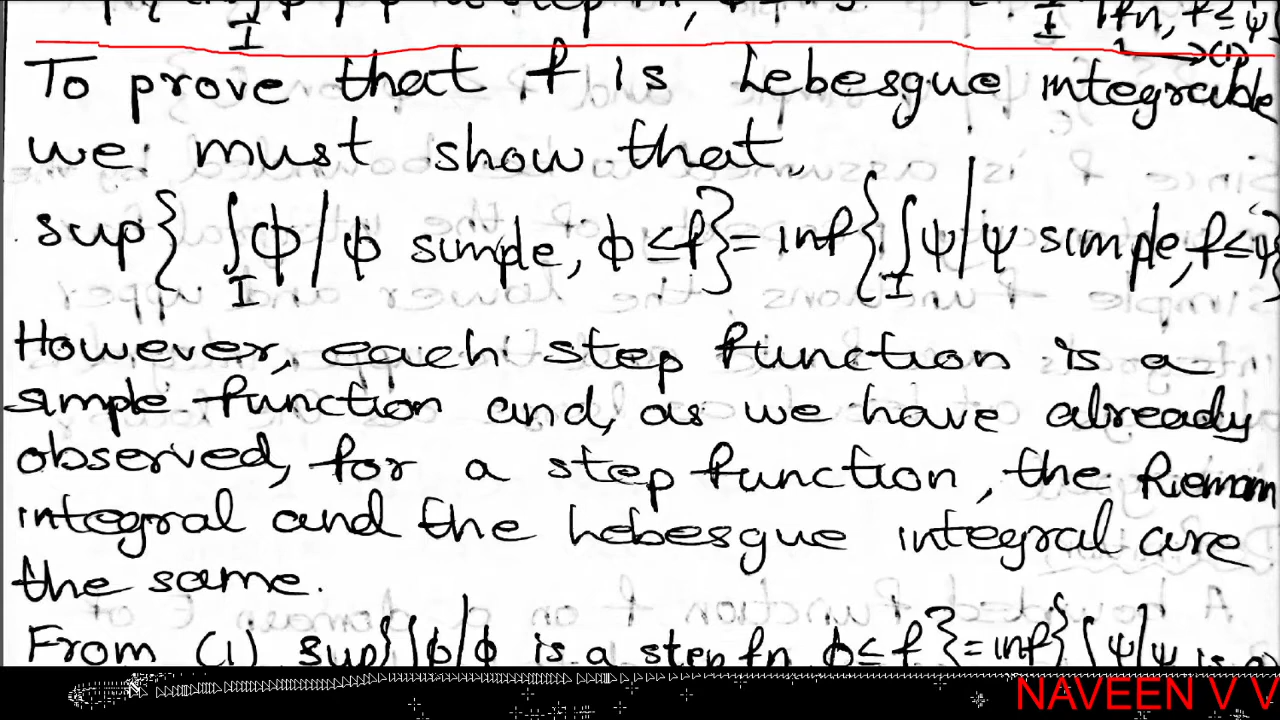 To prove that f is Lebesgue integrable
we must show that
sup{ ∫_I φ / φ simple, φ ≤ f } = inf{ ∫_I ψ / ψ simple, f ≤ ψ }
However, each step function is a
simple function and, as we have already
observed, for a step function, the Riemann
integral and the Lebesgue integral are
the same.
From (1) sup{ ∫ φ / φ is a step fn, φ ≤ f } = inf{ ∫ ψ / ψ is a
NAVEEN V V